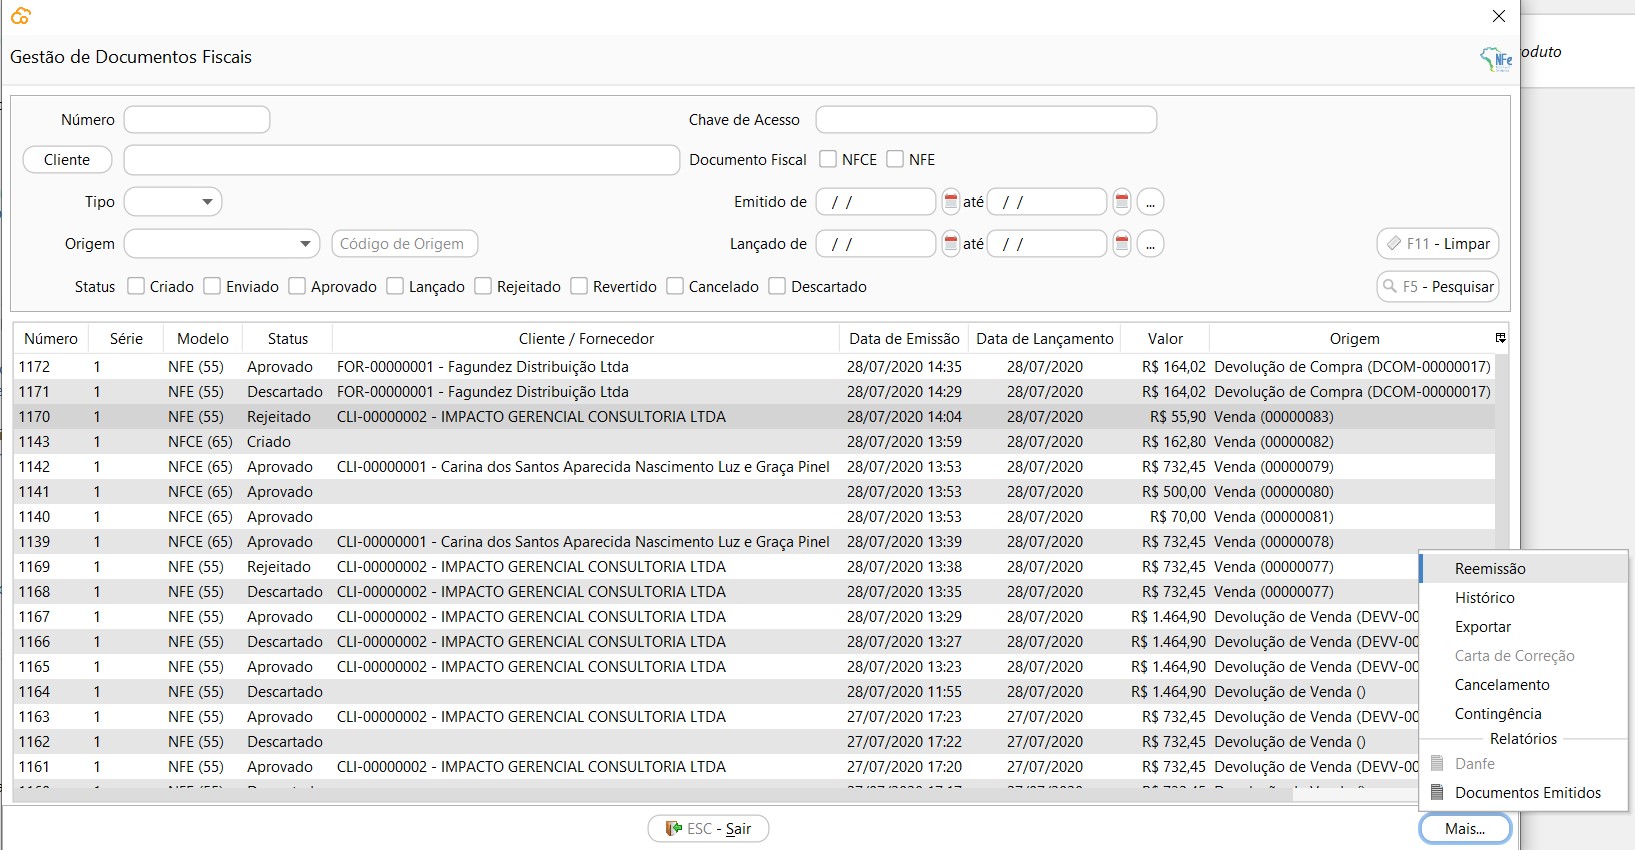 Gestão de Documentos Fiscais
NFe
oduto
Número
Chave de Acesso
Cliente
Documento Fiscal NFCE NFE
Tipo
Emitido de / / até / / ...
Origem Código de Origem
Lançado de / / até / / ...
F11 - Limpar
Status Criado Enviado Aprovado Lançado Rejeitado Revertido Cancelado Descartado
F5 - Pesquisar
Número Série Modelo Status Cliente / Fornecedor Data de Emissão Data de Lançamento Valor Origem
1172 1 NFE (55) Aprovado FOR-00000001 - Fagundez Distribuição Ltda 28/07/2020 14:35 28/07/2020 R$ 164,02 Devolução de Compra (DCOM-00000017)
1171 1 NFE (55) Descartado FOR-00000001 - Fagundez Distribuição Ltda 28/07/2020 14:29 28/07/2020 R$ 164,02 Devolução de Compra (DCOM-00000017)
1170 1 NFE (55) Rejeitado CLI-00000002 - IMPACTO GERENCIAL CONSULTORIA LTDA 28/07/2020 14:04 28/07/2020 R$ 55,90 Venda (00000083)
1143 1 NFCE (65) Criado 28/07/2020 13:59 28/07/2020 R$ 162,80 Venda (00000082)
1142 1 NFCE (65) Aprovado CLI-00000001 - Carina dos Santos Aparecida Nascimento Luz e Graça Pinel 28/07/2020 13:53 28/07/2020 R$ 732,45 Venda (00000079)
1141 1 NFCE (65) Aprovado 28/07/2020 13:53 28/07/2020 R$ 500,00 Venda (00000080)
1140 1 NFCE (65) Aprovado 28/07/2020 13:53 28/07/2020 R$ 70,00 Venda (00000081)
1139 1 NFCE (65) Aprovado CLI-00000001 - Carina dos Santos Aparecida Nascimento Luz e Graça Pinel 28/07/2020 13:39 28/07/2020 R$ 732,45 Venda (00000078)
1169 1 NFE (55) Rejeitado CLI-00000002 - IMPACTO GERENCIAL CONSULTORIA LTDA 28/07/2020 13:38 28/07/2020 R$ 732,45 Venda (00000077)
1168 1 NFE (55) Descartado CLI-00000002 - IMPACTO GERENCIAL CONSULTORIA LTDA 28/07/2020 13:35 28/07/2020 R$ 732,45 Venda (00000077)
1167 1 NFE (55) Aprovado CLI-00000002 - IMPACTO GERENCIAL CONSULTORIA LTDA 28/07/2020 13:29 28/07/2020 R$ 1.464,90 Devolução de Venda (DEVV-00
1166 1 NFE (55) Descartado CLI-00000002 - IMPACTO GERENCIAL CONSULTORIA LTDA 28/07/2020 13:27 28/07/2020 R$ 1.464,90 Devolução de Venda (DEVV-00
1165 1 NFE (55) Aprovado CLI-00000002 - IMPACTO GERENCIAL CONSULTORIA LTDA 28/07/2020 13:23 28/07/2020 R$ 1.464,90 Devolução de Venda (DEVV-00
1164 1 NFE (55) Descartado 28/07/2020 11:55 28/07/2020 R$ 1.464,90 Devolução de Venda ()
1163 1 NFE (55) Aprovado CLI-00000002 - IMPACTO GERENCIAL CONSULTORIA LTDA 27/07/2020 17:23 27/07/2020 R$ 732,45 Devolução de Venda (DEVV-00
1162 1 NFE (55) Descartado 27/07/2020 17:22 27/07/2020 R$ 732,45 Devolução de Venda ()
1161 1 NFE (55) Aprovado CLI-00000002 - IMPACTO GERENCIAL CONSULTORIA LTDA 27/07/2020 17:20 27/07/2020 R$ 732,45 Devolução de Venda (DEVV-00
Reemissão
Histórico
Exportar
Carta de Correção
Cancelamento
Contingência
Relatórios
Danfe
Documentos Emitidos
ESC - Sair
Mais...